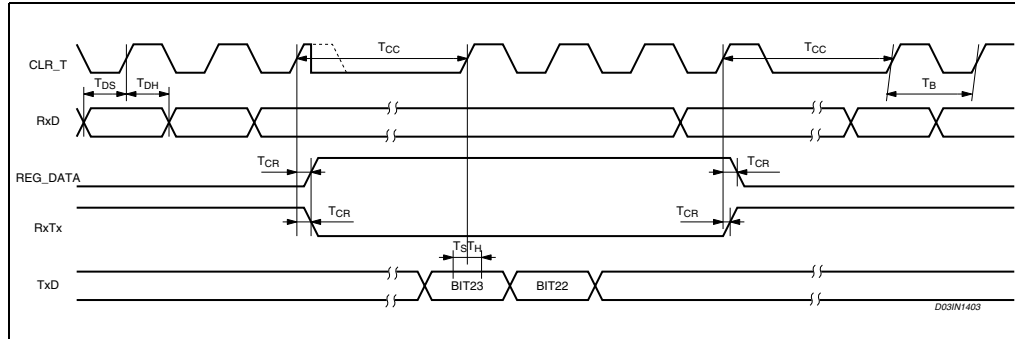 CLR_T
TCC
TCC
TDS
TDH
TB
RxD
TCR
TCR
REG_DATA
TCR
TCR
RxTx
TS TH
TxD
BIT23
BIT22
D03IN1403